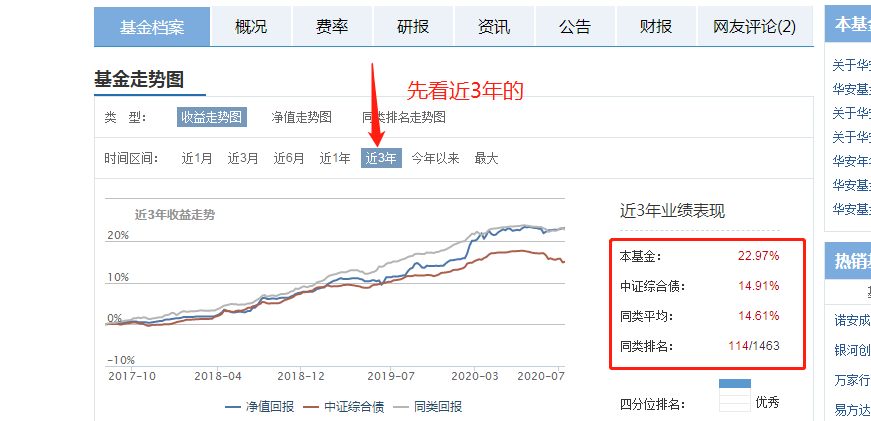 基金档案 概况 费率 研报 资讯 公告 财报 网友评论(2)
本基金
基金走势图
先看近3年的
类 型: 收益走势图 净值走势图 同类排名走势图
时间区间: 近1月 近3月 近6月 近1年 近3年 今年以来 最大
近3年收益走势
20%
10%
0%
-10%
2017-10 2018-04 2018-12 2019-07 2020-03 2020-07
净值回报 中证综合债 同类回报
近3年业绩表现
本基金: 22.97%
中证综合债: 14.91%
同类平均: 14.61%
同类排名: 114/1463
四分位排名: 优秀
关于华安
华安基金
关于华
关于华
华安年
华安基
华安基
热销基
诺安成
银河创
万家行
易方达